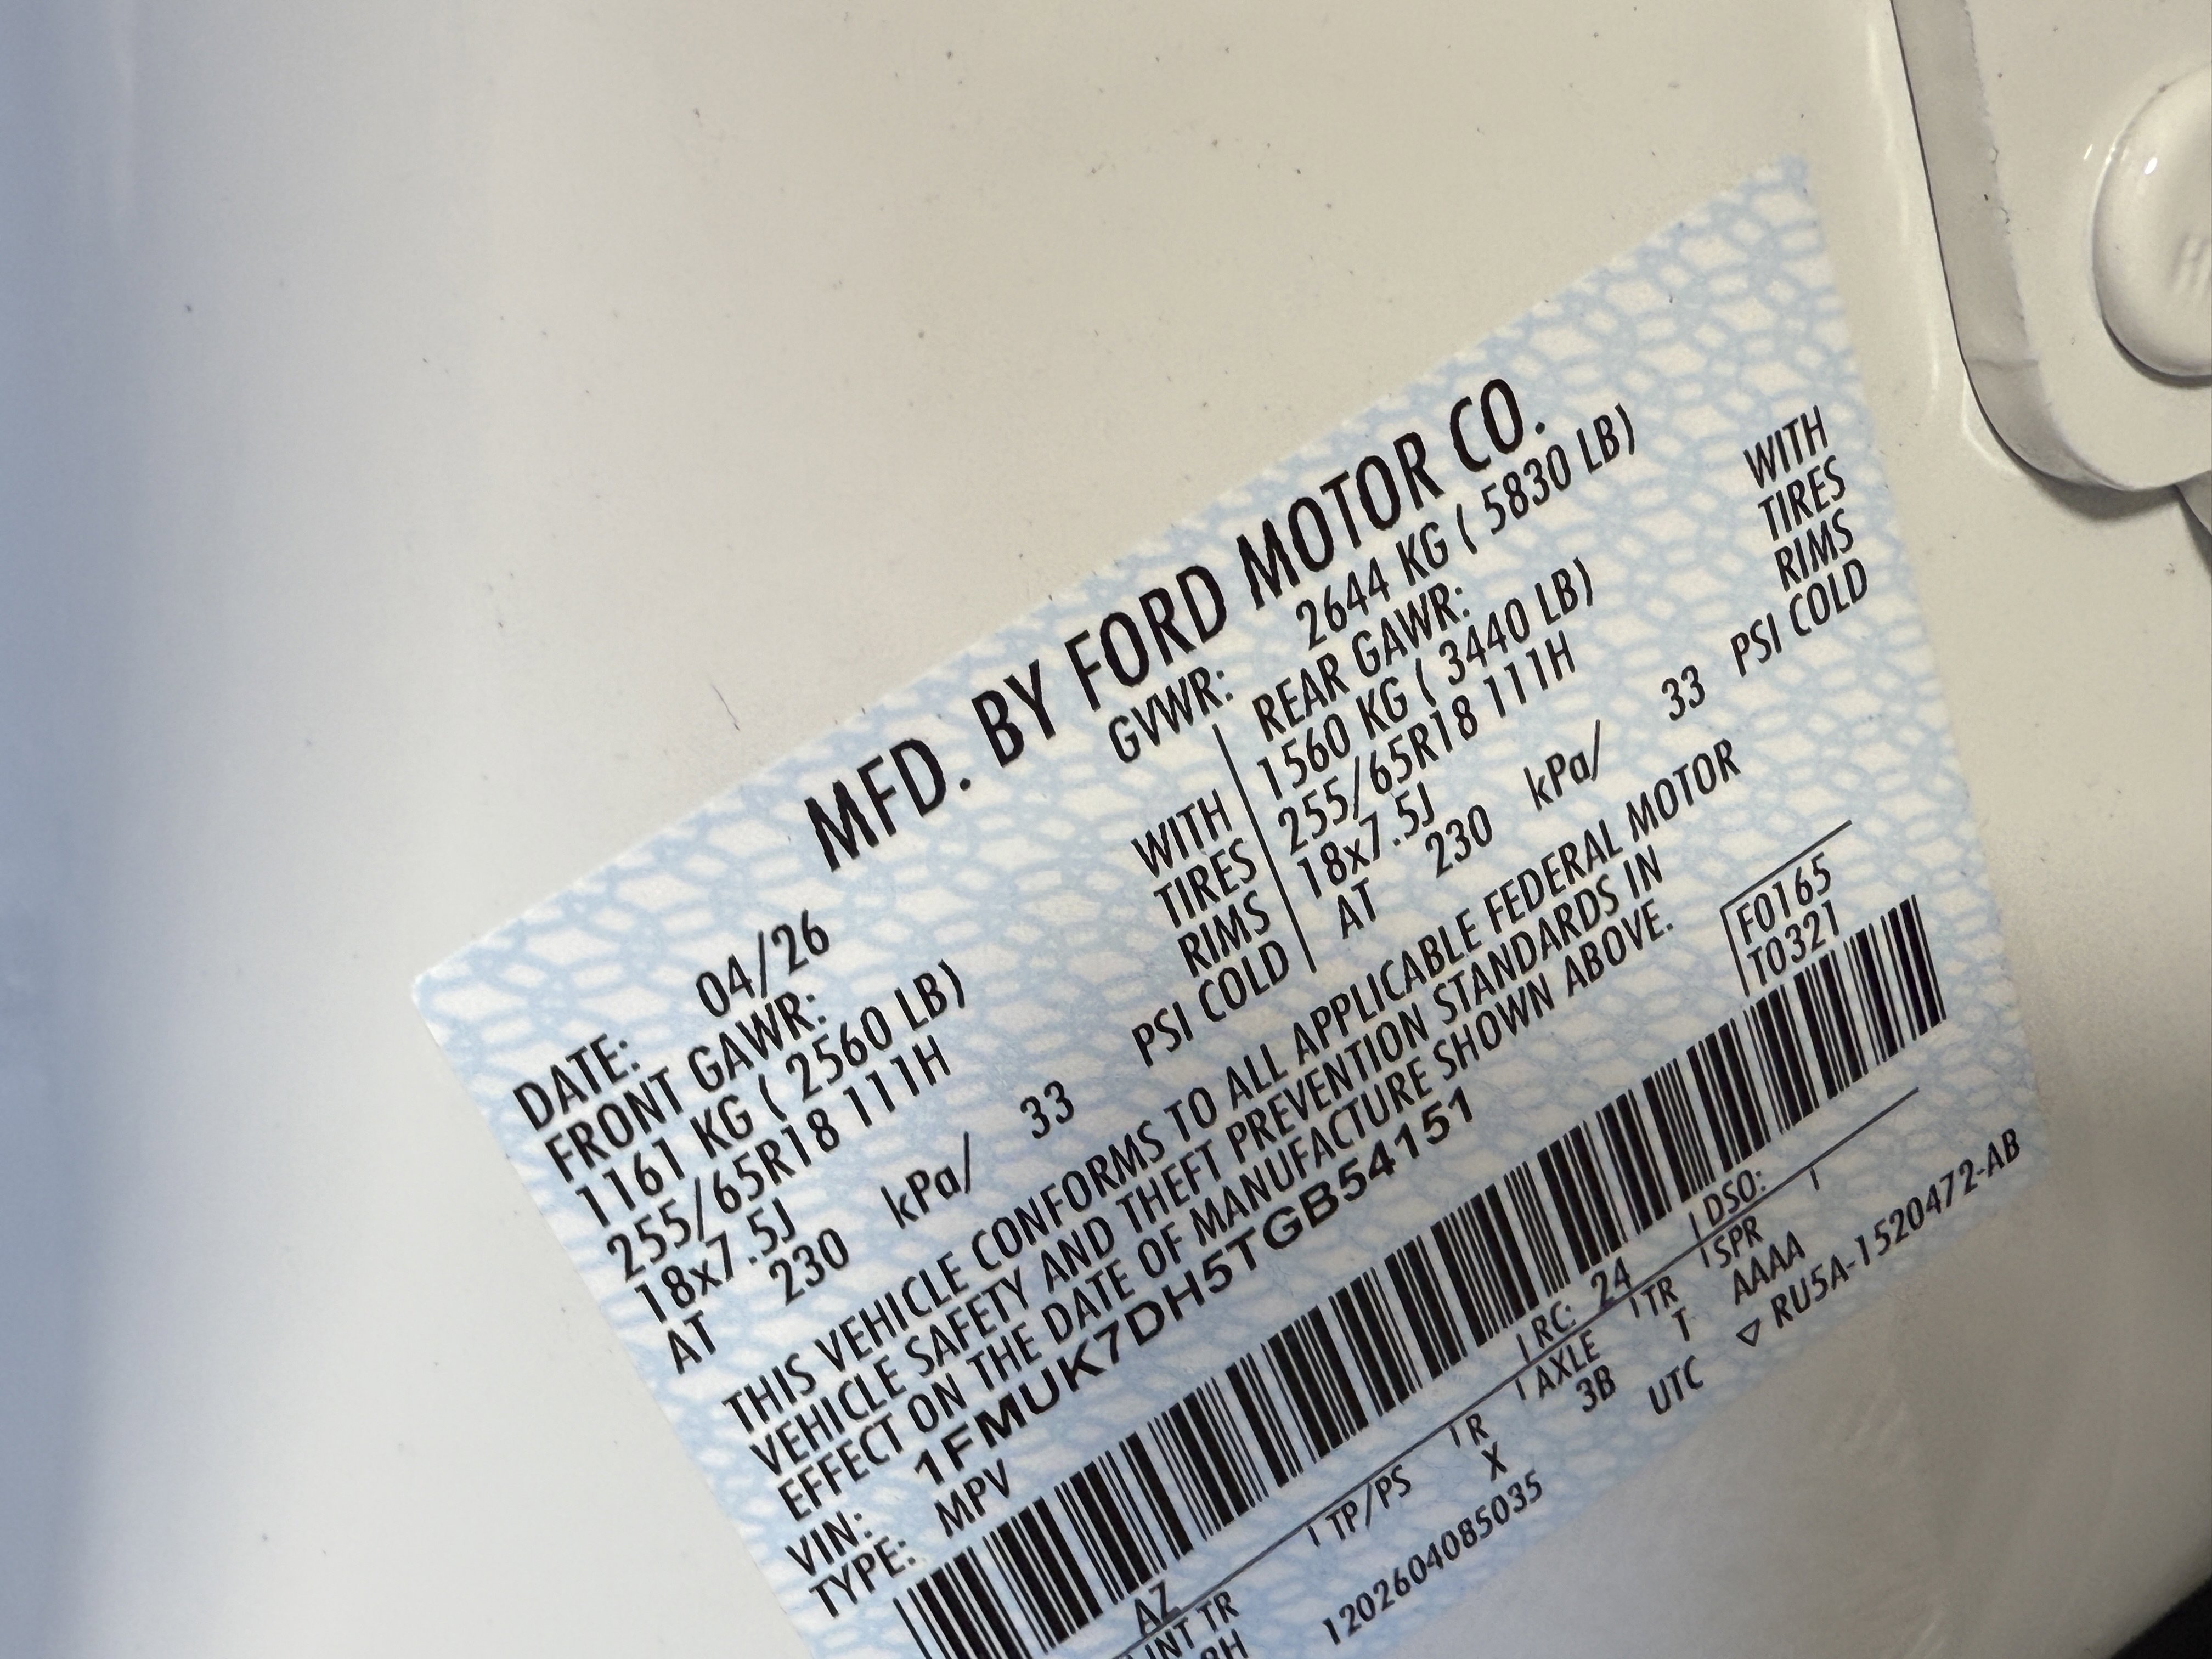 MFD. BY FORD MOTOR CO.
DATE: 04/26 GVWR: 2644 KG ( 5830 LB)
FRONT GAWR: REAR GAWR:
1161 KG ( 2560 LB) WITH 1560 KG ( 3440 LB) WITH
255/65R18 111H TIRES 255/65R18 111H TIRES
18x7.5J RIMS 18x7.5J RIMS
AT 230 kPa/ 33 PSI COLD AT 230 kPa/ 33 PSI COLD
THIS VEHICLE CONFORMS TO ALL APPLICABLE FEDERAL MOTOR
VEHICLE SAFETY AND THEFT PREVENTION STANDARDS IN
EFFECT ON THE DATE OF MANUFACTURE SHOWN ABOVE.
VIN: 1FMUK7DH5TGB54151 F0165
TYPE: MPV T0321
AZ RC: 24 DSO:
INT TR TP/PS R AXLE TR SPR
X 3B T AAAA
UTC ▽ RU5A-1520472-AB
120260408​5035